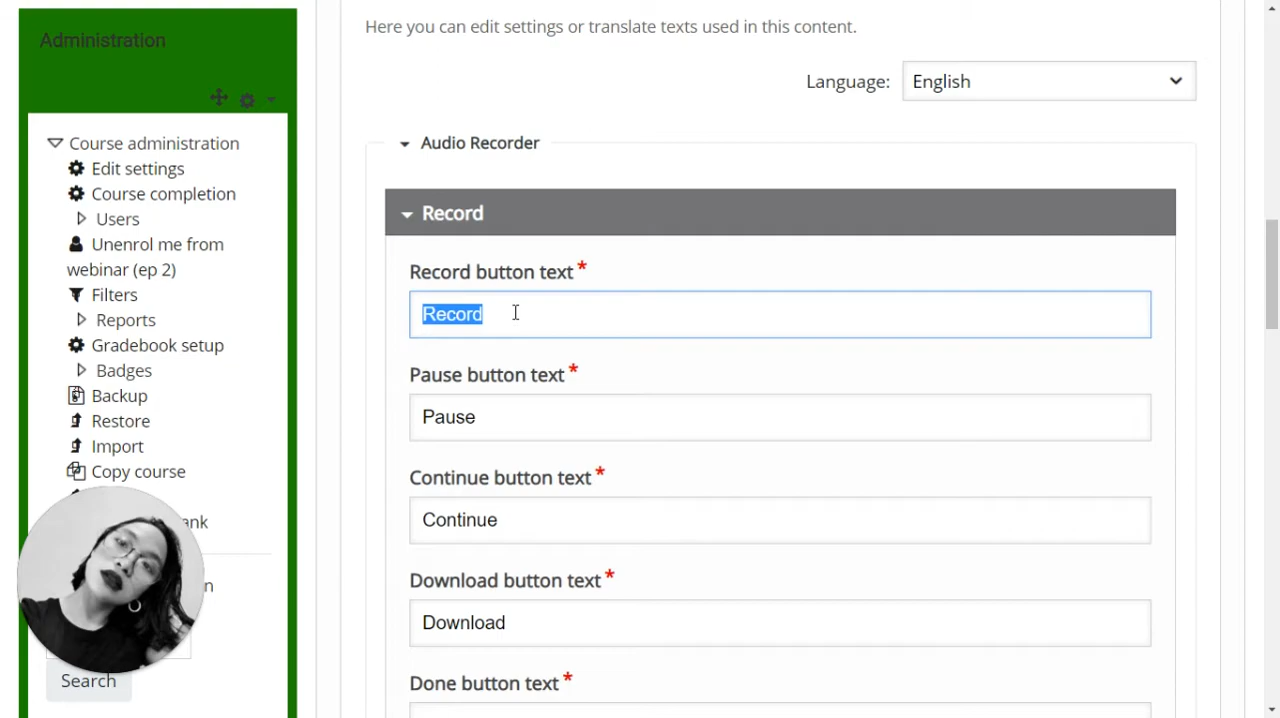 Administration
Course administration
Edit settings
Course completion
Users
Unenrol me from
webinar (ep 2)
Filters
Reports
Gradebook setup
Badges
Backup
Restore
Import
Copy course
Search
Here you can edit settings or translate texts used in this content.
Language: English
Audio Recorder
Record
Record button text *
Record
Pause button text *
Pause
Continue button text *
Continue
Download button text *
Download
Done button text *